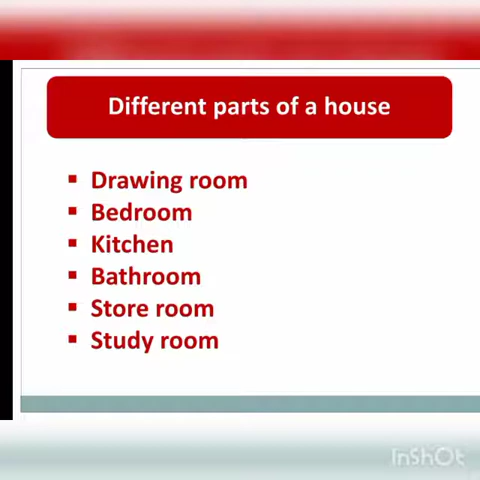 Different parts of a house
▪ Drawing room
▪ Bedroom
▪ Kitchen
▪ Bathroom
▪ Store room
▪ Study room
InShOt